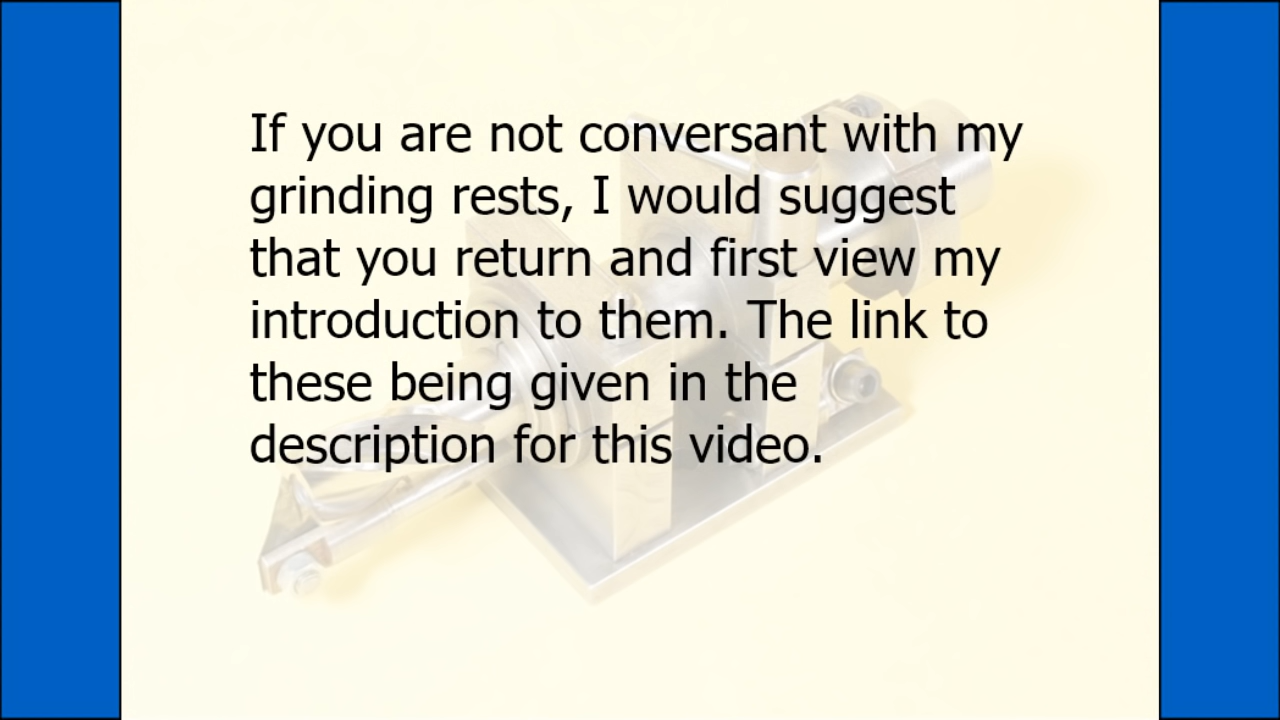 If you are not conversant with my
grinding rests, I would suggest
that you return and first view my
introduction to them. The link to
these being given in the
description for this video.